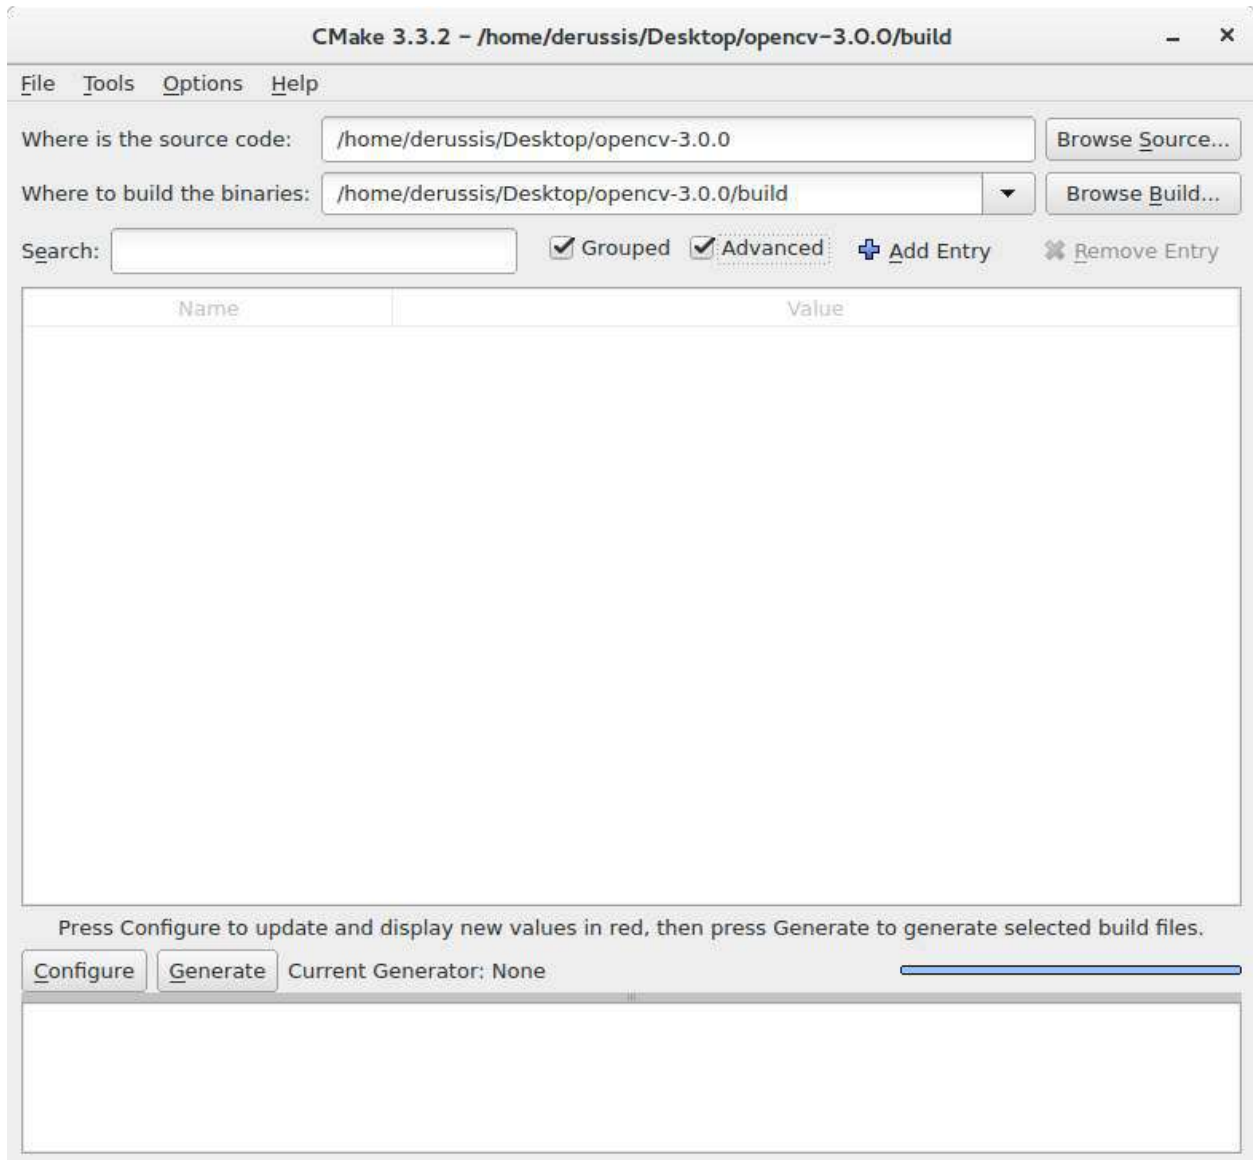 CMake 3.3.2 – /home/derussis/Desktop/opencv-3.0.0/build
File Tools Options Help
Where is the source code: /home/derussis/Desktop/opencv-3.0.0 Browse Source...
Where to build the binaries: /home/derussis/Desktop/opencv-3.0.0/build Browse Build...
Search: Grouped Advanced Add Entry Remove Entry
Name Value
Press Configure to update and display new values in red, then press Generate to generate selected build files.
Configure Generate Current Generator: None